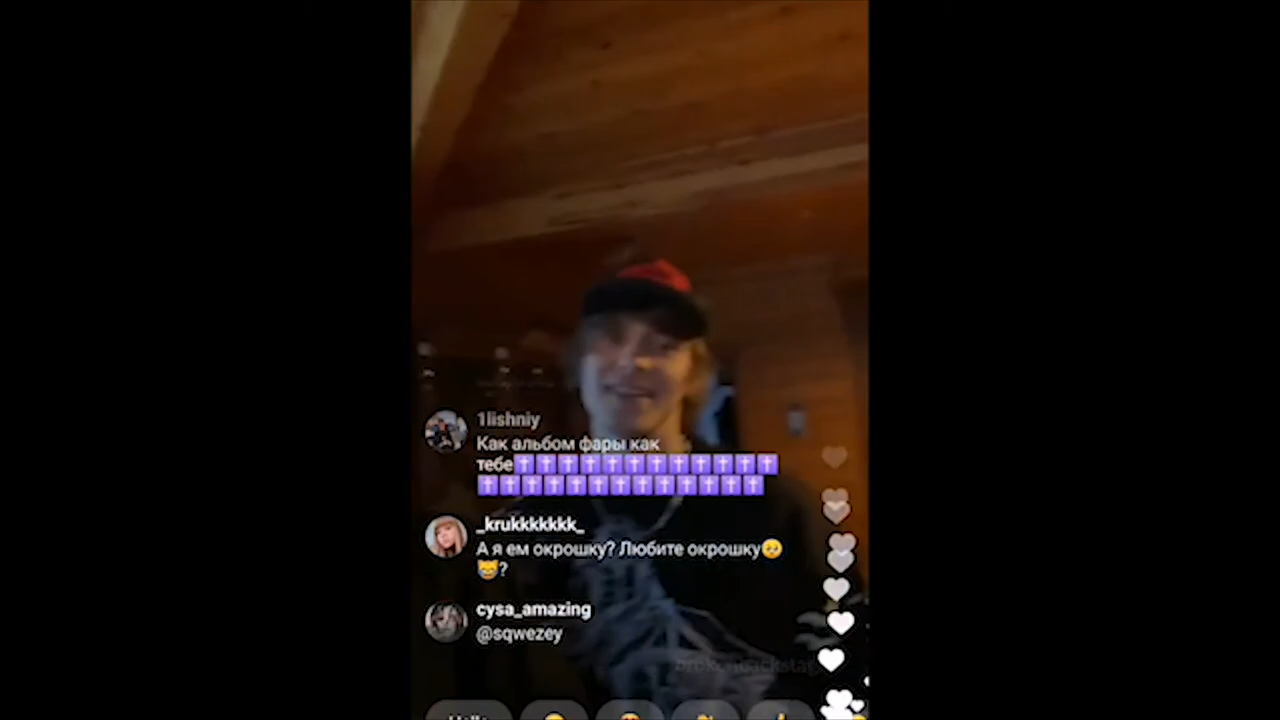 1lishniy
Как альбом фары как
тебе✝️✝️✝️✝️✝️✝️✝️✝️✝️✝️✝️✝️
✝️✝️✝️✝️✝️✝️✝️✝️✝️✝️✝️✝️✝️
_krukkkkkkk_
А я ем окрошку? Любите окрошку🥺
😸?
cysa_amazing
@sqwezey